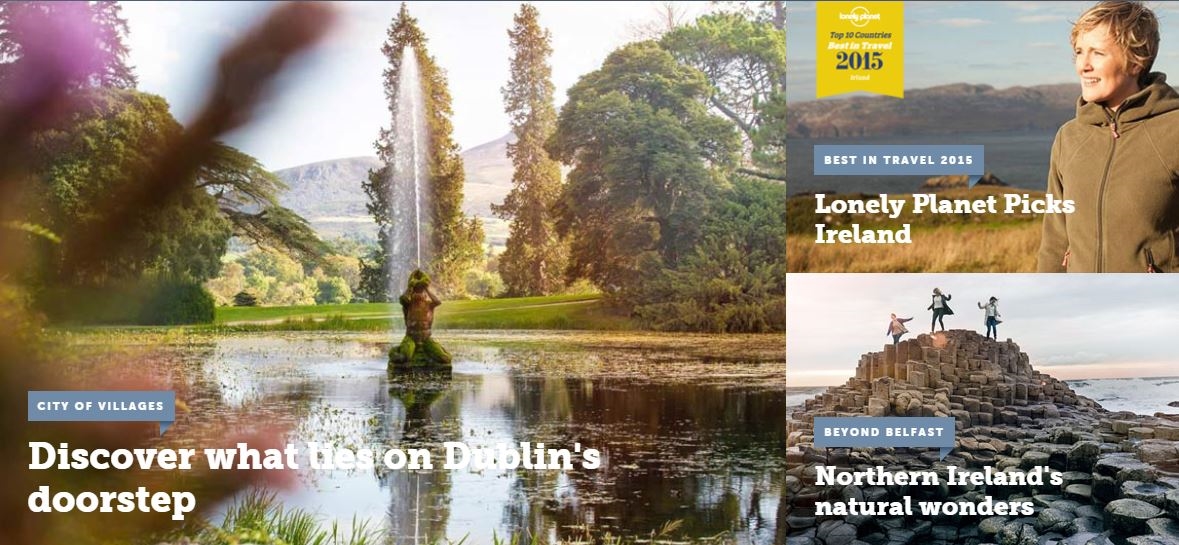 CITY OF VILLAGES
Discover what lies on Dublin's
doorstep
lonely planet
Top 10 Countries
Best in Travel
2015
Ireland
BEST IN TRAVEL 2015
Lonely Planet Picks
Ireland
BEYOND BELFAST
Northern Ireland's
natural wonders